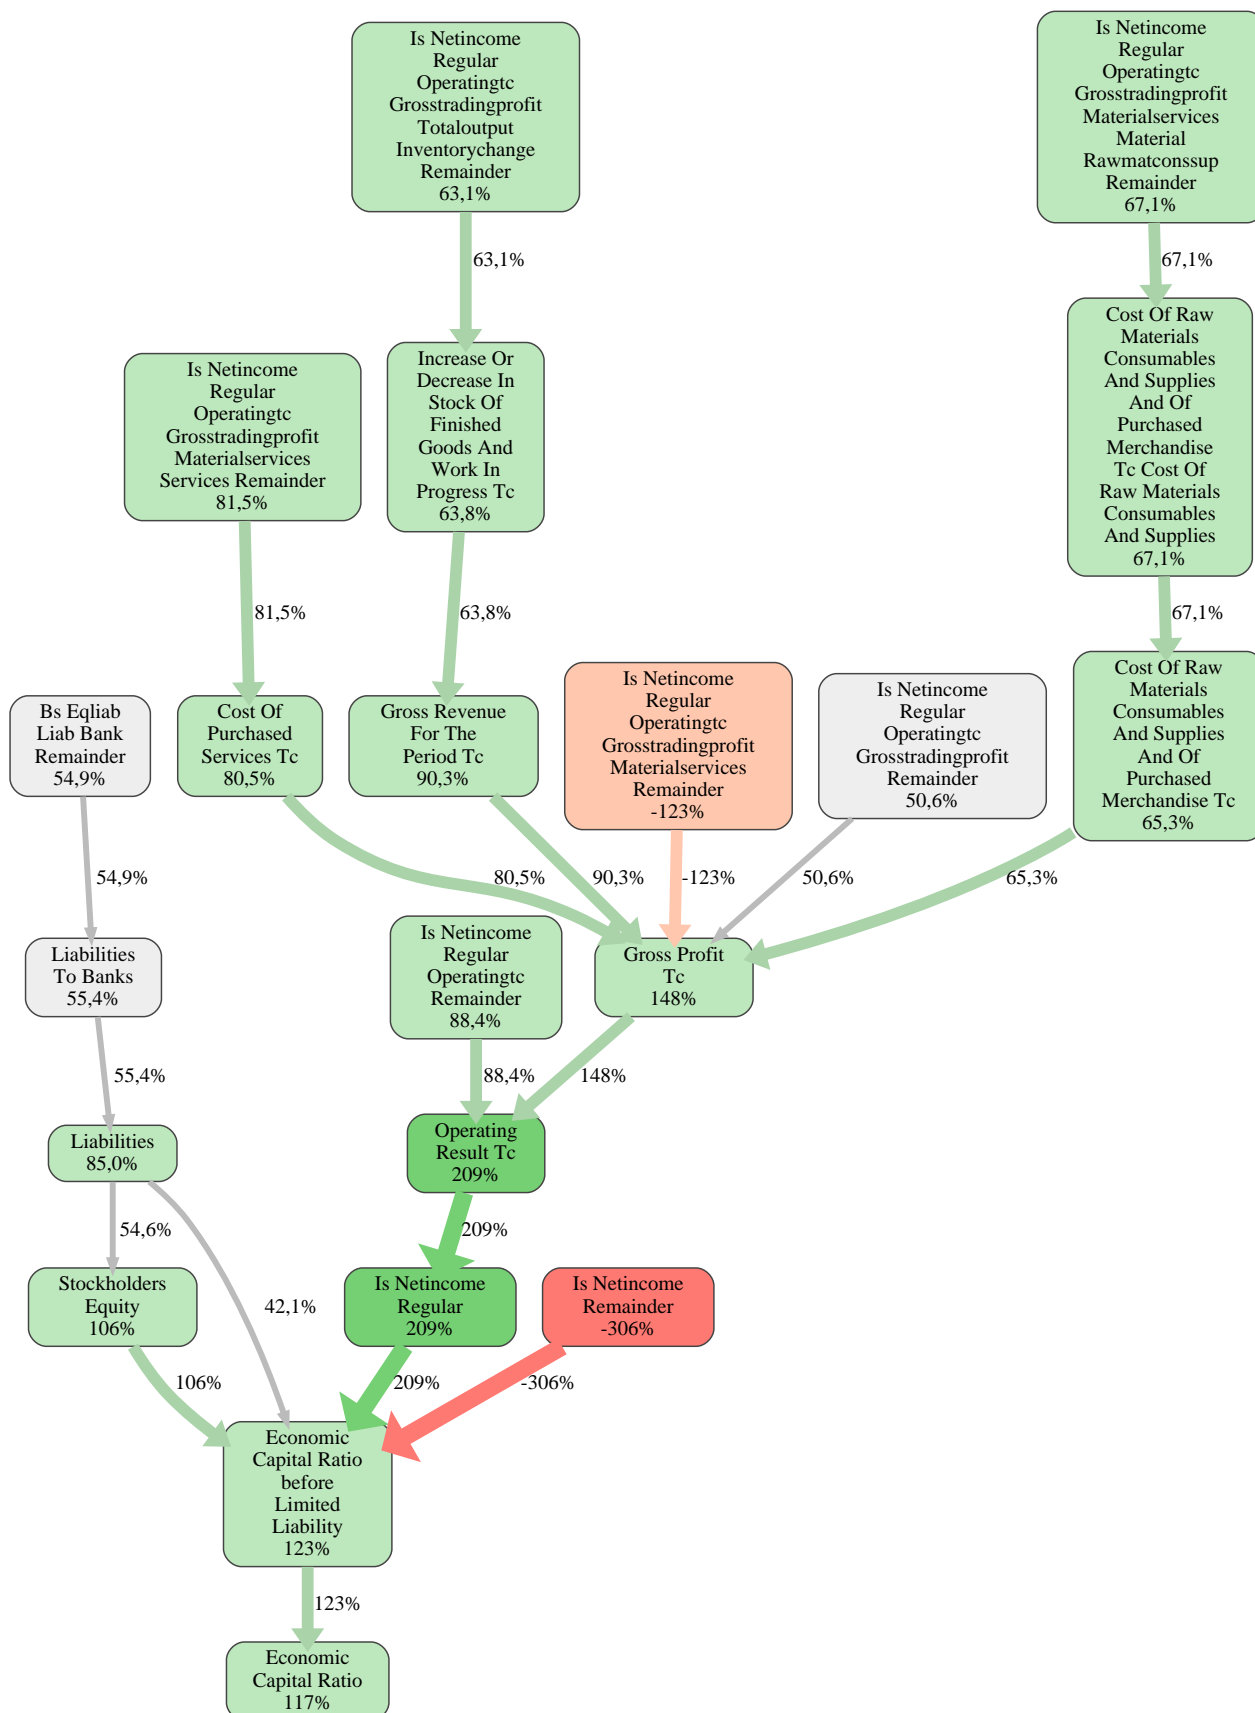 Is Netincome
Regular
Operatingtc
Grosstradingprofit
Totaloutput
Inventorychange
Remainder
63,1%
Is Netincome
Regular
Operatingtc
Grosstradingprofit
Materialservices
Material
Rawmatconssup
Remainder
67,1%
63,1%
67,1%
Is Netincome
Regular
Operatingtc
Grosstradingprofit
Materialservices
Services Remainder
81,5%
Increase Or
Decrease In
Stock Of
Finished
Goods And
Work In
Progress Tc
63,8%
Cost Of Raw
Materials
Consumables
And Supplies
And Of
Purchased
Merchandise
Tc Cost Of
Raw Materials
Consumables
And Supplies
67,1%
81,5%
63,8%
67,1%
Bs Eqliab
Liab Bank
Remainder
54,9%
Cost Of
Purchased
Services Tc
80,5%
Gross Revenue
For The
Period Tc
90,3%
Is Netincome
Regular
Operatingtc
Grosstradingprofit
Materialservices
Remainder
-123%
Is Netincome
Regular
Operatingtc
Grosstradingprofit
Remainder
50,6%
Cost Of Raw
Materials
Consumables
And Supplies
And Of
Purchased
Merchandise Tc
65,3%
54,9%
80,5%
90,3%
-123%
50,6%
65,3%
Liabilities
To Banks
55,4%
Is Netincome
Regular
Operatingtc
Remainder
88,4%
Gross Profit
Tc
148%
55,4%
88,4%
148%
Liabilities
85,0%
Operating
Result Tc
209%
54,6%
42,1%
209%
Stockholders
Equity
106%
Is Netincome
Regular
209%
Is Netincome
Remainder
-306%
106%
209%
-306%
Economic
Capital Ratio
before
Limited
Liability
123%
123%
Economic
Capital Ratio
117%